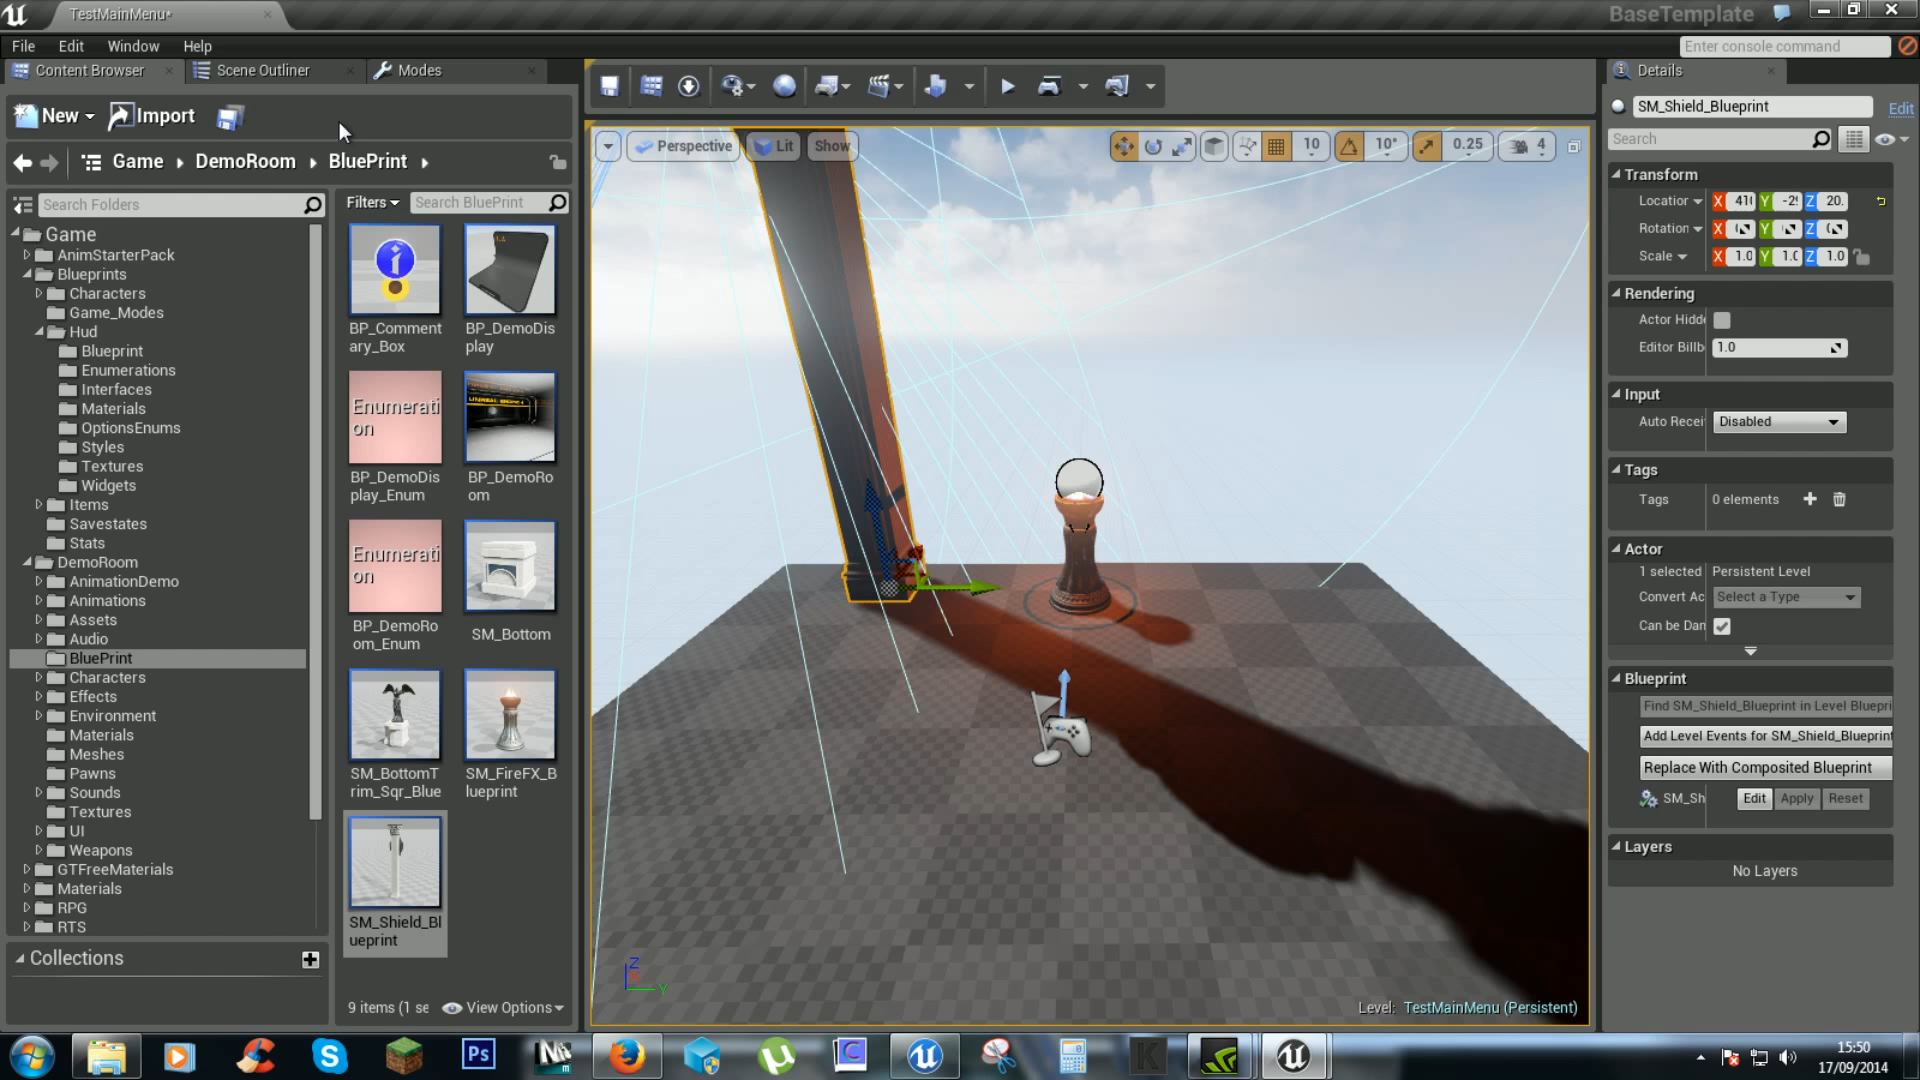 TestMainMenu*
BaseTemplate
File Edit Window Help
Enter console command
Content Browser
Scene Outliner
Modes
Details
New
Import
SM_Shield_Blueprint
Edit
Search
Game DemoRoom BluePrint
Perspective
Lit
Show
10
10°
0.25
4
Search Folders
Filters
Search BluePrint
Game
AnimStarterPack
Blueprints
Characters
Game_Modes
Hud
Blueprint
Enumerations
Interfaces
Materials
OptionsEnums
Styles
Textures
Widgets
Items
Savestates
Stats
DemoRoom
AnimationDemo
Animations
Assets
Audio
BluePrint
Characters
Effects
Environment
Materials
Meshes
Pawns
Sounds
Textures
UI
Weapons
GTFreeMaterials
Materials
RPG
RTS
Collections
BP_Comment
ary_Box
BP_DemoDis
play
Enumerati
on
BP_DemoDis
play_Enum
BP_DemoRo
om
Enumerati
on
BP_DemoRo
om_Enum
SM_Bottom
SM_BottomT
rim_Sqr_Blue
SM_FireFX_B
lueprint
SM_Shield_Bl
ueprint
9 items (1 se
View Options
Z
Y
Level: TestMainMenu (Persistent)
Transform
Location X 410 Y -29 Z 20.
Rotation X Y Z
Scale X 1.0 Y 1.0 Z 1.0
Rendering
Actor Hidd
Editor Billb 1.0
Input
Auto Recei Disabled
Tags
Tags 0 elements
Actor
1 selected Persistent Level
Convert Ac Select a Type
Can be Dan
Blueprint
Find SM_Shield_Blueprint in Level Bluepri
Add Level Events for SM_Shield_Blueprint
Replace With Composited Blueprint
SM_Sh Edit Apply Reset
Layers
No Layers
Ps
15:50
17/09/2014